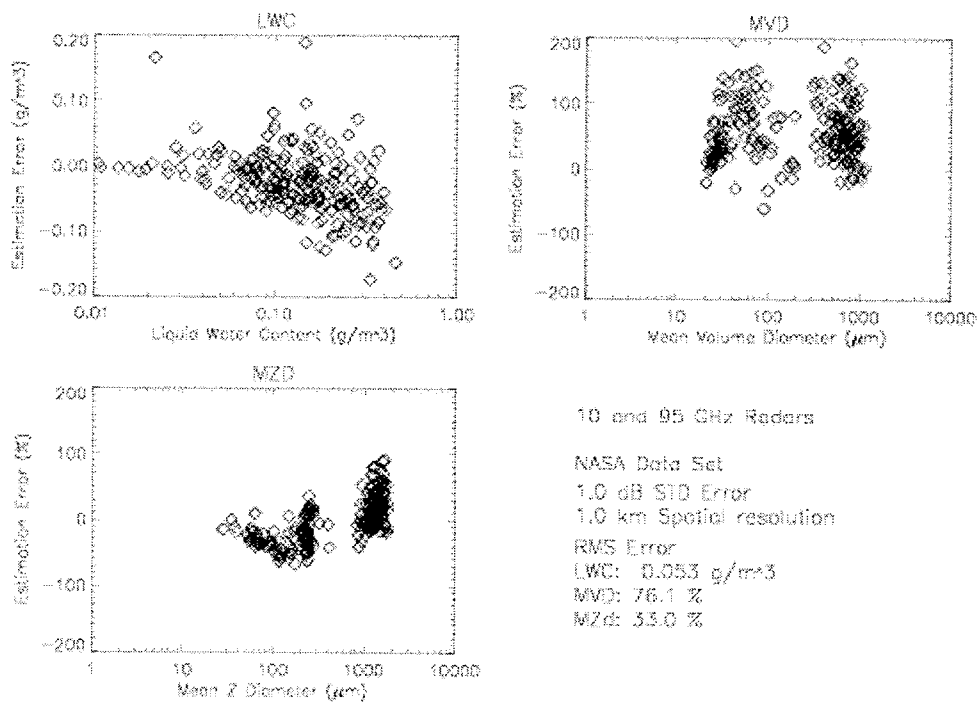 LWC
0.20
0.10
0.00
−0.10
−0.20
Estimation Error (g/m^3)
0.01
0.10
1.00
Liquid Water Content (g/m^3)
MVD
200
100
0
−100
−200
Estimation Error (%)
1
10
100
1000
10000
Mean Volume Diameter (μm)
MZD
200
100
0
−100
−200
Estimation Error (%)
1
10
100
1000
10000
Mean Z Diameter (μm)
10 and 95 GHz Radars
NASA Data Set
1.0 dB STD Error
1.0 km Spatial resolution
RMS Error
LWC: 0.053 g/m^3
MVD: 76.1 %
MZd: 33.0 %